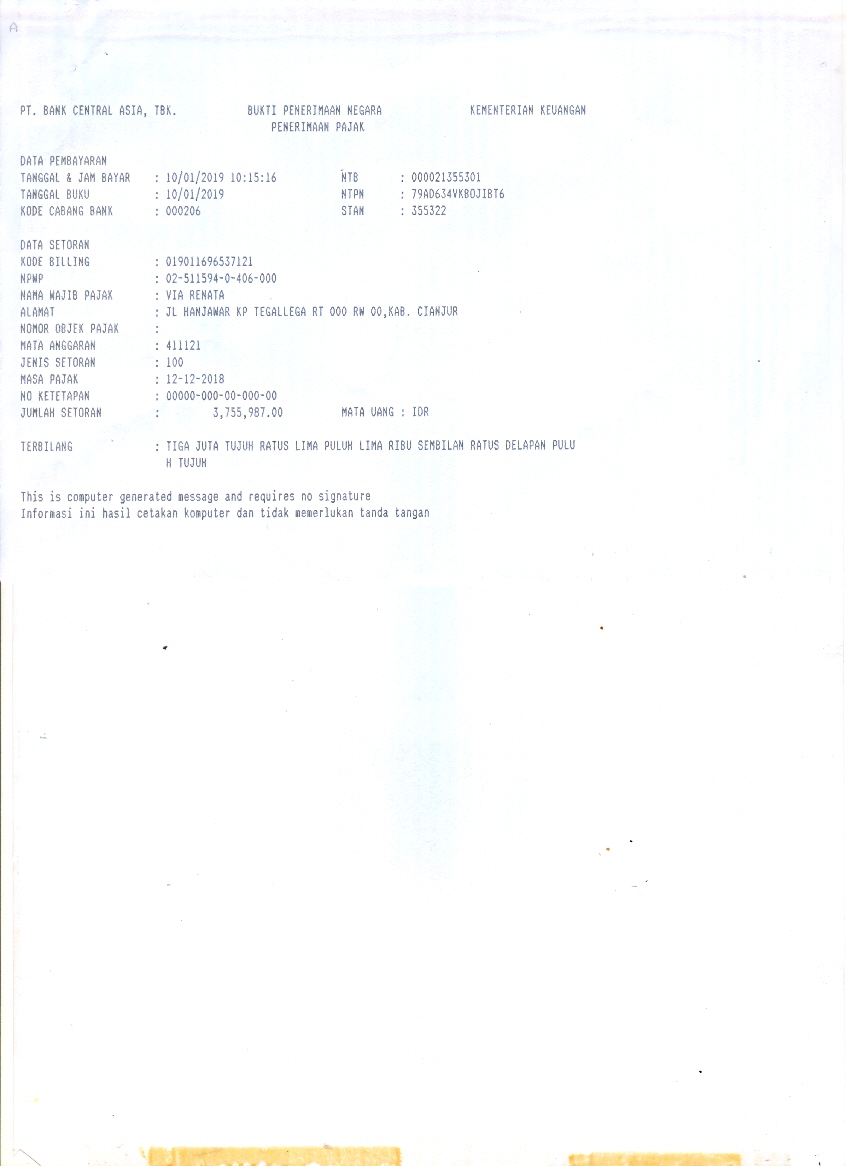 A
PT. BANK CENTRAL ASIA, TBK. BUKTI PENERIMAAN NEGARA KEMENTERIAN KEUANGAN
PENERIMAAN PAJAK
DATA PEMBAYARAN
TANGGAL & JAM BAYAR : 10/01/2019 10:15:16 NTB : 000021355301
TANGGAL BUKU : 10/01/2019 NTPN : 79AD634VKBOJIBT6
KODE CABANG BANK : 000206 STAN : 355322
DATA SETORAN
KODE BILLING : 019011696537121
NPWP : 02-511594-0-406-000
NAMA WAJIB PAJAK : VIA RENATA
ALAMAT : JL HANJAWAR KP TEGALLEGA RT 000 RW 00,KAB. CIANJUR
NOMOR OBJEK PAJAK :
MATA ANGGARAN : 411121
JENIS SETORAN : 100
MASA PAJAK : 12-12-2018
NO KETETAPAN : 00000-000-00-000-00
JUMLAH SETORAN : 3,755,987.00 MATA UANG : IDR
TERBILANG : TIGA JUTA TUJUH RATUS LIMA PULUH LIMA RIBU SEMBILAN RATUS DELAPAN PULU
H TUJUH
This is computer generated message and requires no signature
Informasi ini hasil cetakan komputer dan tidak memerlukan tanda tangan